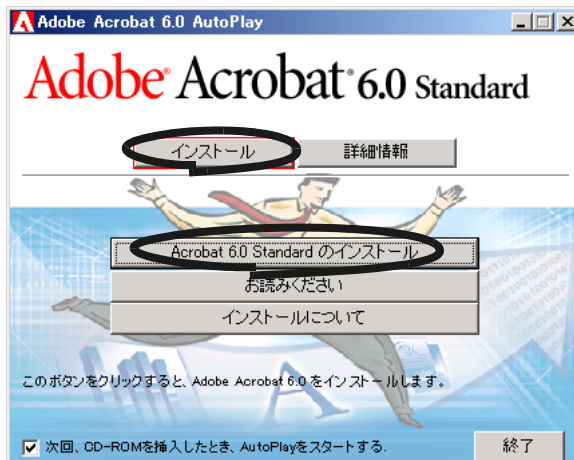 Adobe Acrobat 6.0 AutoPlay
Adobe® Acrobat® 6.0 Standard
インストール 詳細情報
Acrobat 6.0 Standard のインストール
お読みください
インストールについて
このボタンをクリックすると、Adobe Acrobat 6.0 をインストールします。
次回、CD-ROMを挿入したとき、AutoPlayをスタートする.
終了